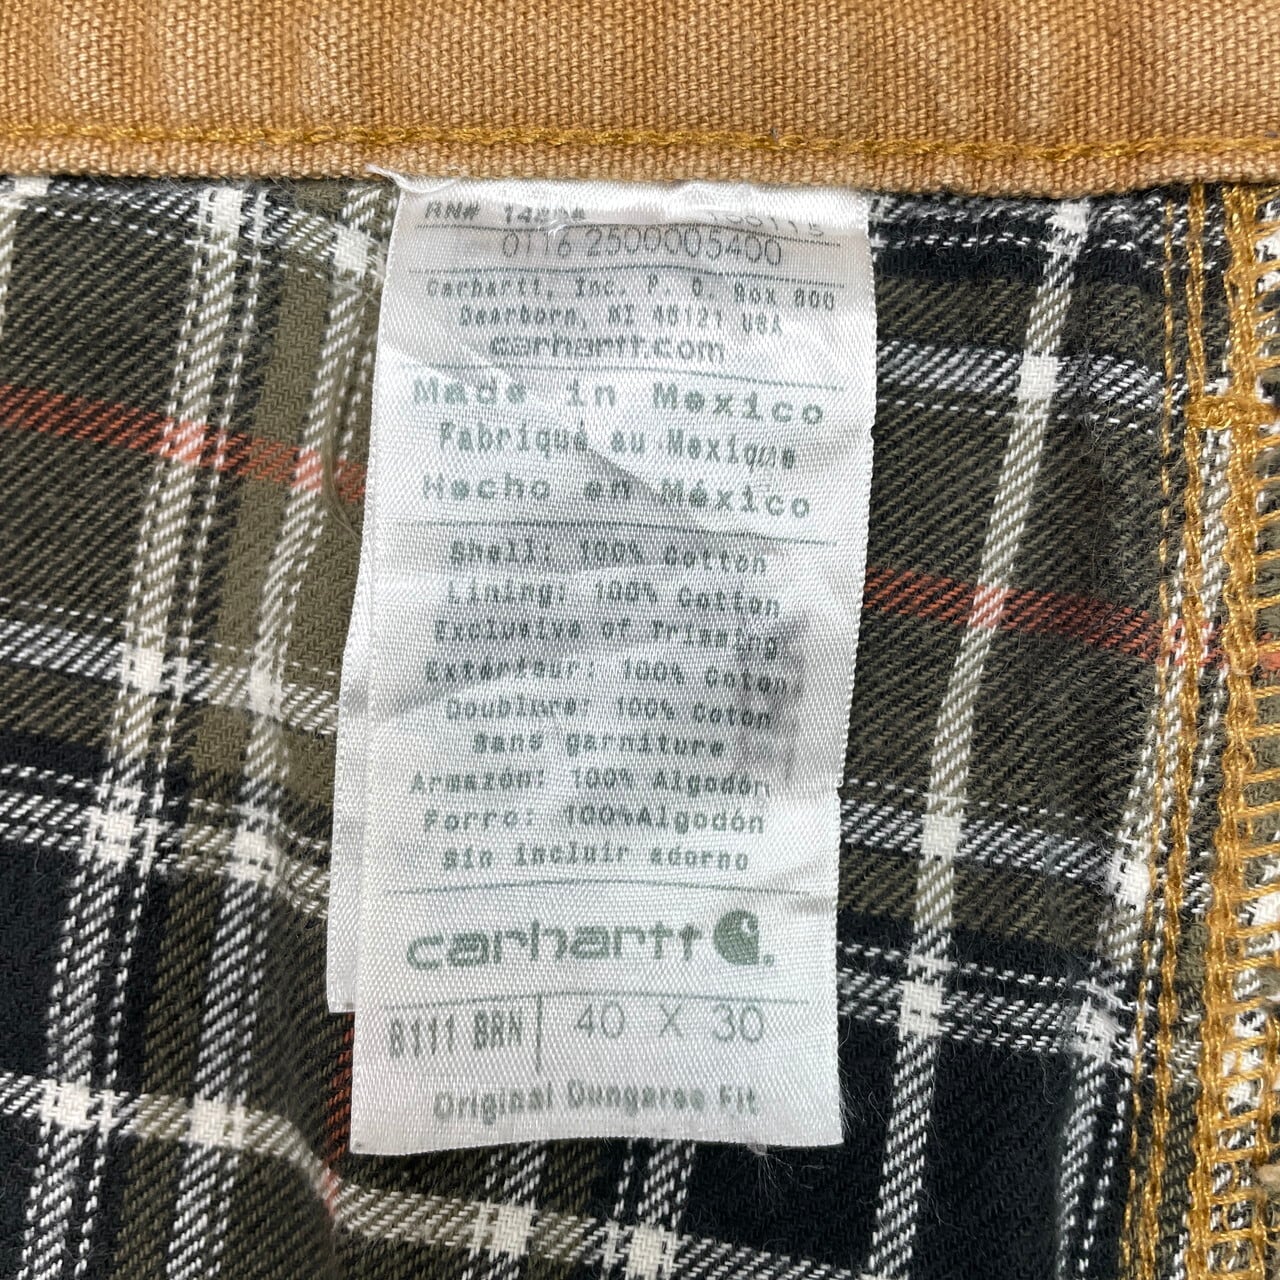 RN# 14806
0116 2500005400
Carhartt, Inc. P. O. Box 600
Dearborn, MI 48121 USA
carhartt.com
Made in Mexico
Fabriqué au Mexique
Hecho en México
Shell: 100% Cotton
Lining: 100% Cotton
Exclusive of Trimming
Extérieur: 100% Coton
Doublure: 100% Coton
Sans garniture
Armazón: 100% Algodón
Forro: 100%Algodón
Sin incluir adorno
carhartt
B111 BRN 40 X 30
Original Dungaree Fit